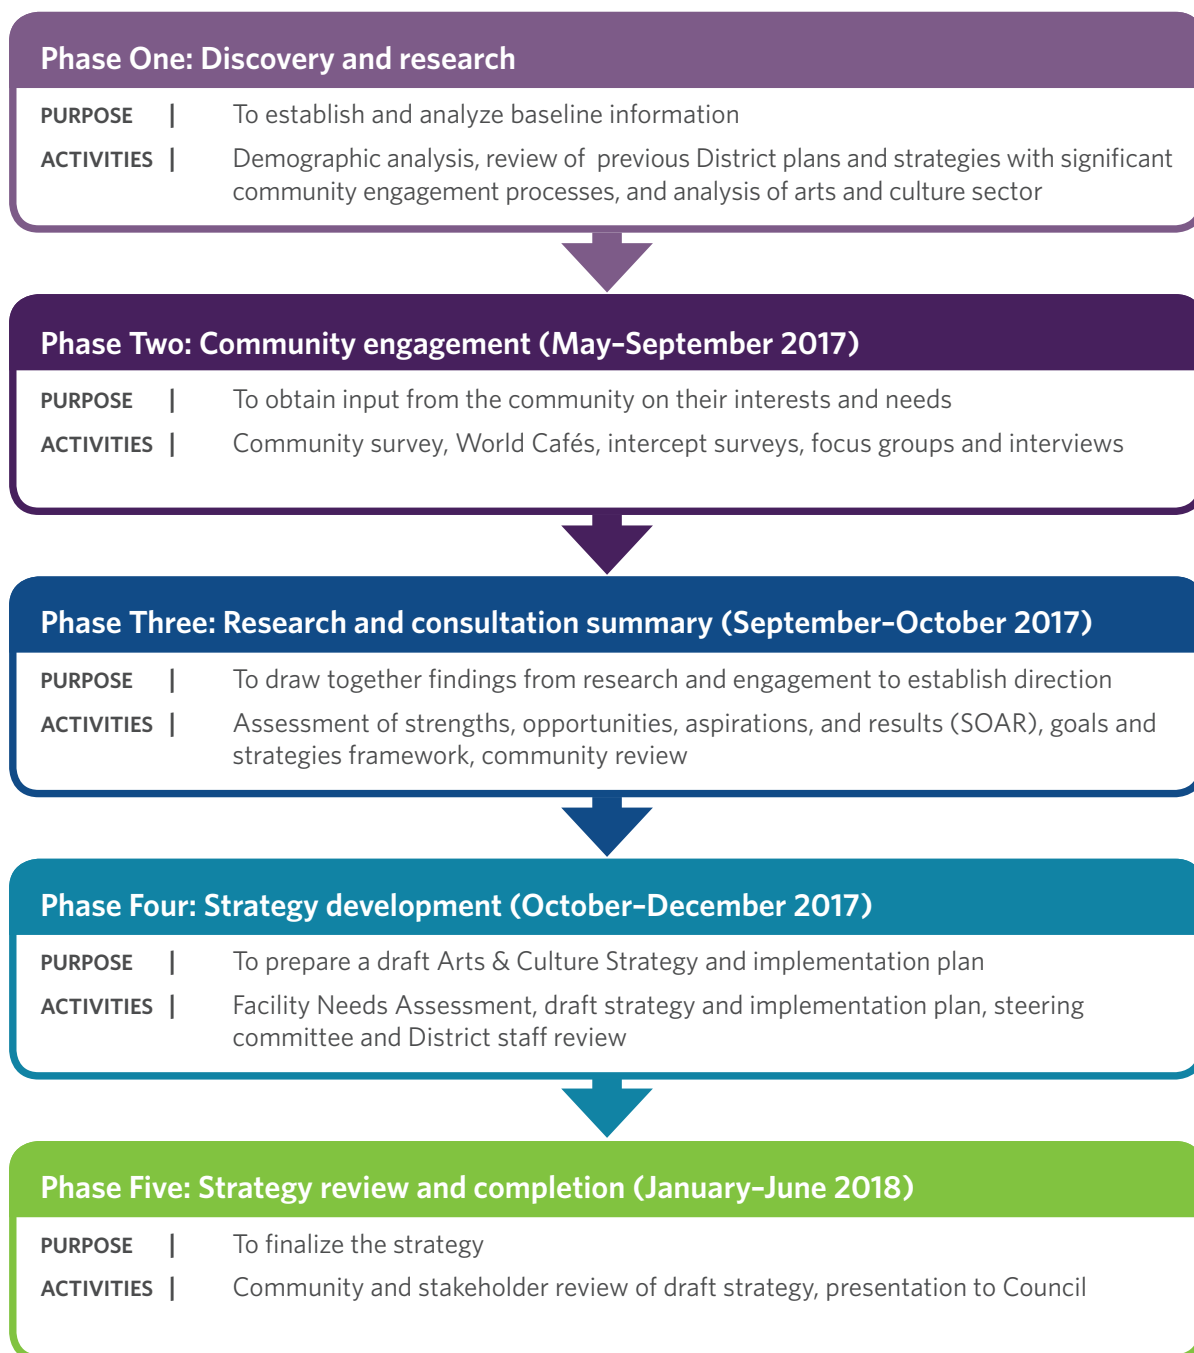 Phase One: Discovery and research
PURPOSE | To establish and analyze baseline information
ACTIVITIES | Demographic analysis, review of previous District plans and strategies with significant
community engagement processes, and analysis of arts and culture sector
Phase Two: Community engagement (May–September 2017)
PURPOSE | To obtain input from the community on their interests and needs
ACTIVITIES | Community survey, World Cafés, intercept surveys, focus groups and interviews
Phase Three: Research and consultation summary (September–October 2017)
PURPOSE | To draw together findings from research and engagement to establish direction
ACTIVITIES | Assessment of strengths, opportunities, aspirations, and results (SOAR), goals and
strategies framework, community review
Phase Four: Strategy development (October–December 2017)
PURPOSE | To prepare a draft Arts & Culture Strategy and implementation plan
ACTIVITIES | Facility Needs Assessment, draft strategy and implementation plan, steering
committee and District staff review
Phase Five: Strategy review and completion (January–June 2018)
PURPOSE | To finalize the strategy
ACTIVITIES | Community and stakeholder review of draft strategy, presentation to Council